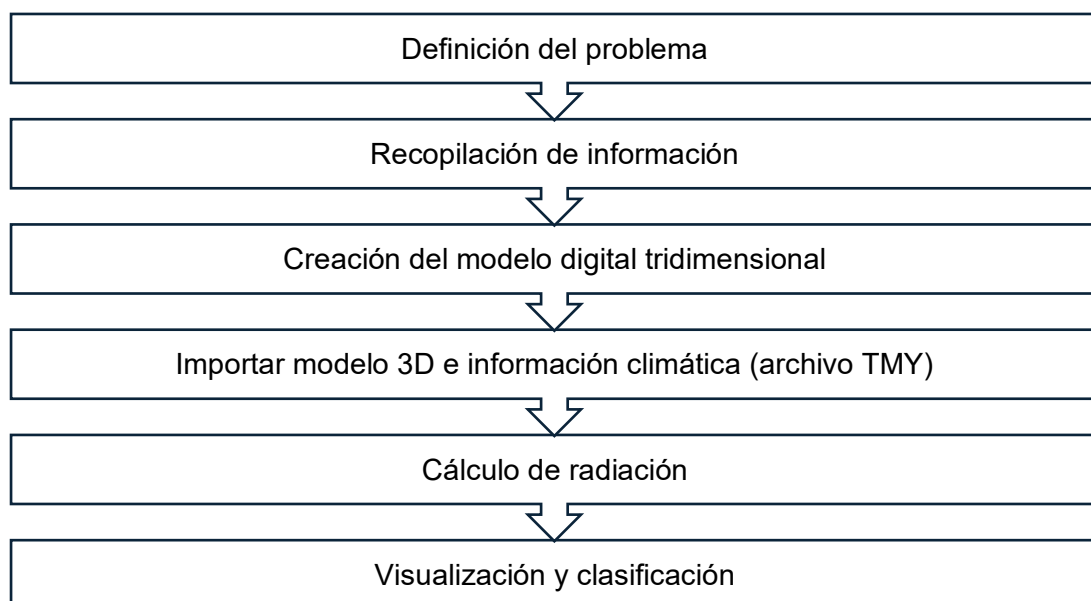 Definición del problema
Recopilación de información
Creación del modelo digital tridimensional
Importar modelo 3D e información climática (archivo TMY)
Cálculo de radiación
Visualización y clasificación